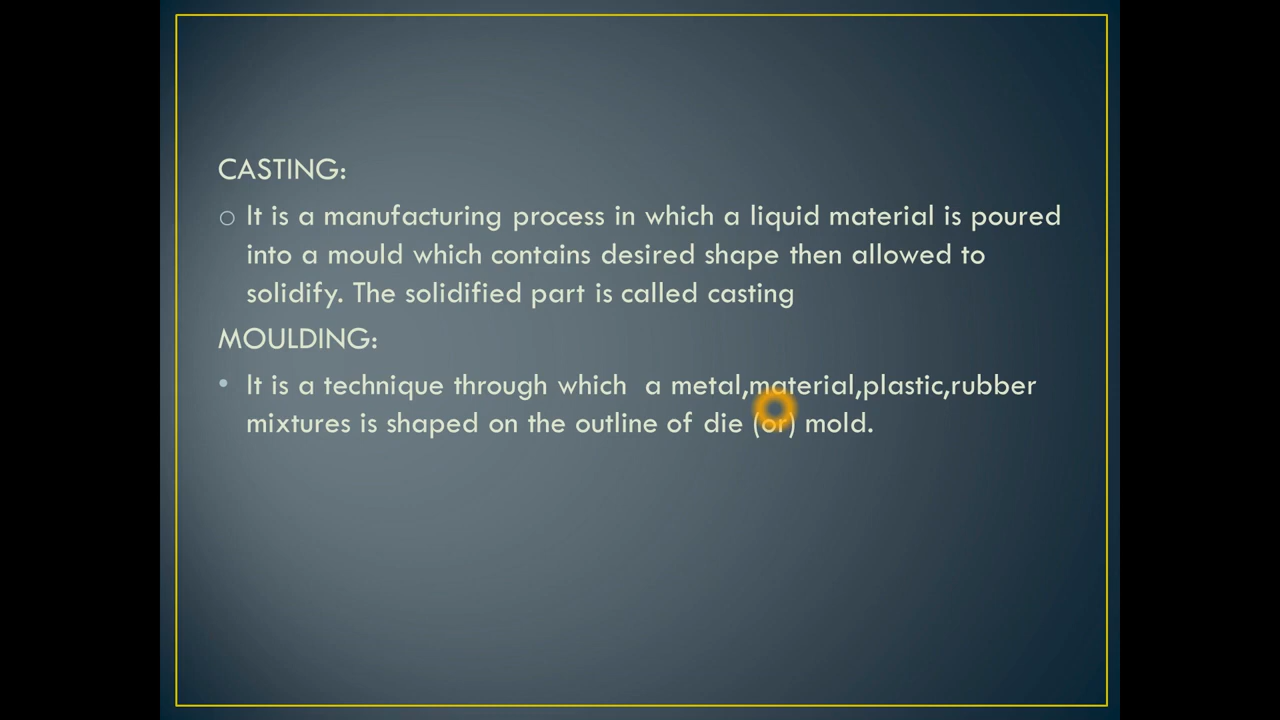 CASTING:
○ It is a manufacturing process in which a liquid material is poured
into a mould which contains desired shape then allowed to
solidify. The solidified part is called casting
MOULDING:
• It is a technique through which  a metal,material,plastic,rubber
mixtures is shaped on the outline of die (or) mold.